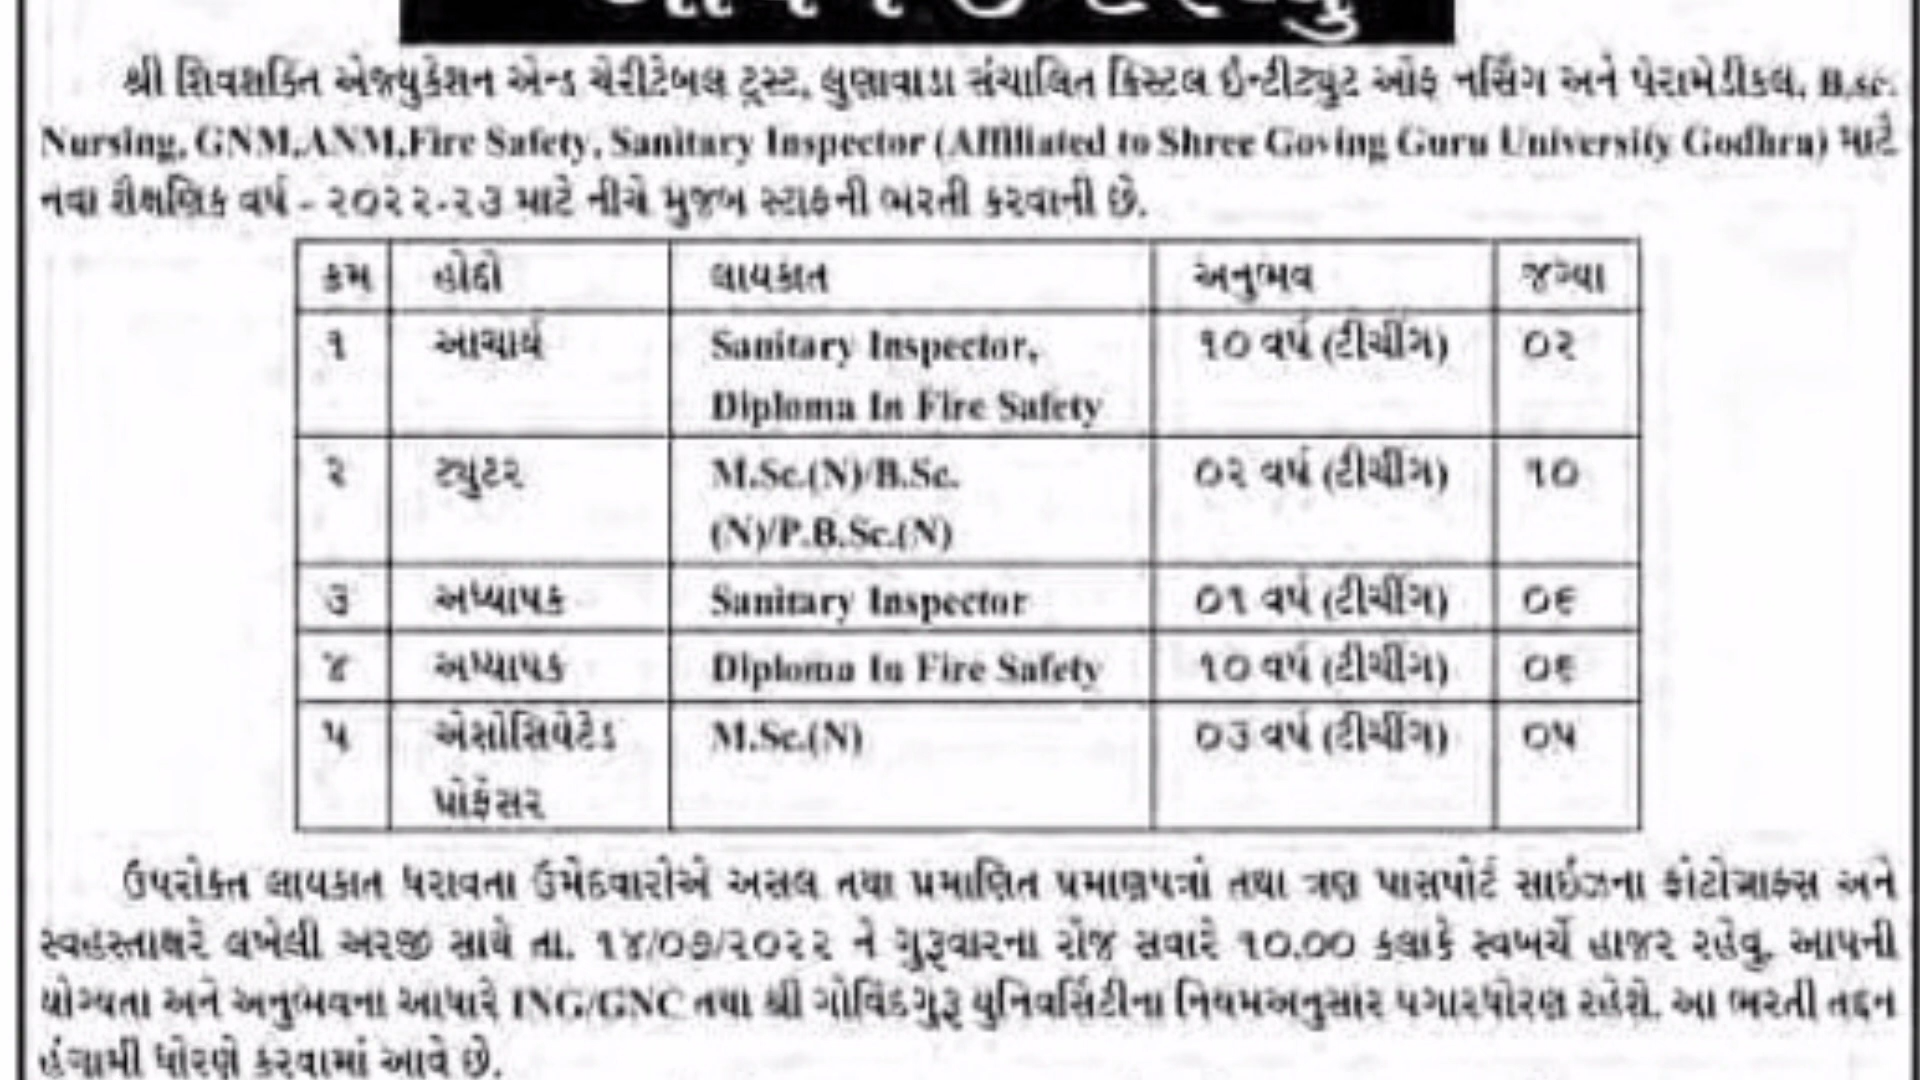 શ્રી શિવશક્તિ એજ્યુકેશન એન્ડ ચેરીટેબલ ટ્રસ્ટ, લુણાવાડા સંચાલિત ક્રિસ્ટલ ઇન્ટીટ્યુટ ઓફ નર્સિંગ અને પેરામેડીકલ, B.sc.
Nursing, GNM,ANM,Fire Safety, Sanitary Inspector (Affiliated to Shree Goving Guru University Godhra) માટે
નવા શૈક્ષણિક વર્ષ - ૨૦૨૨-૨૩ માટે નીચે મુજબ સ્ટાફની ભરતી કરવાની છે.
ક્રમ હોદ્દો લાયકાત અનુભવ જગ્યા
૧ આચાર્ય Sanitary Inspector, ૧૦ વર્ષ (ટીચીંગ) ૦૨
Diploma In Fire Safety
૨ ટ્યુટર M.Sc.(N)/B.Sc. ૦૨ વર્ષ (ટીચીંગ) ૧૦
(N)/P.B.Sc.(N)
૩ અધ્યાપક Sanitary Inspector ૦૧ વર્ષ (ટીચીંગ) ૦૬
૪ અધ્યાપક Diploma In Fire Safety ૧૦ વર્ષ (ટીચીંગ) ૦૬
૫ એસોસિયેટેડ M.Sc.(N) ૦૩ વર્ષ (ટીચીંગ) ૦૫
પ્રોફેસર
ઉપરોક્ત લાયકાત ધરાવતા ઉમેદવારોએ અસલ તથા પ્રમાણિત પ્રમાણપત્રો તથા ત્રણ પાસપોર્ટ સાઇઝના ફોટોગ્રાફ્સ અને
સ્વહસ્તાક્ષરે લખેલી અરજી સાથે તા. ૧૪/૦૭/૨૦૨૨ ને ગુરૂવારના રોજ સવારે ૧૦.૦૦ કલાકે સ્વખર્ચે હાજર રહેવુ. આપની
યોગ્યતા અને અનુભવના આધારે ING/GNC તથા શ્રી ગોવિંદગુરૂ યુનિવર્સિટીના નિયમઅનુસાર પગારધોરણ રહેશે. આ ભરતી તદ્દન
હંગામી ધોરણે કરવામાં આવે છે.